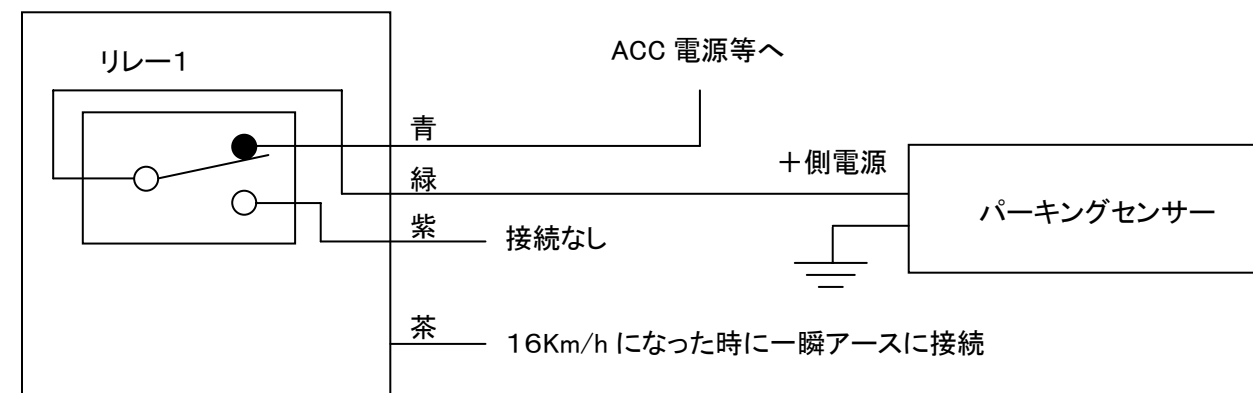 リレー１
ACC 電源等へ
青
＋側電源
緑
パーキングセンサー
紫
接続なし
茶
１６Km/h になった時に一瞬アースに接続